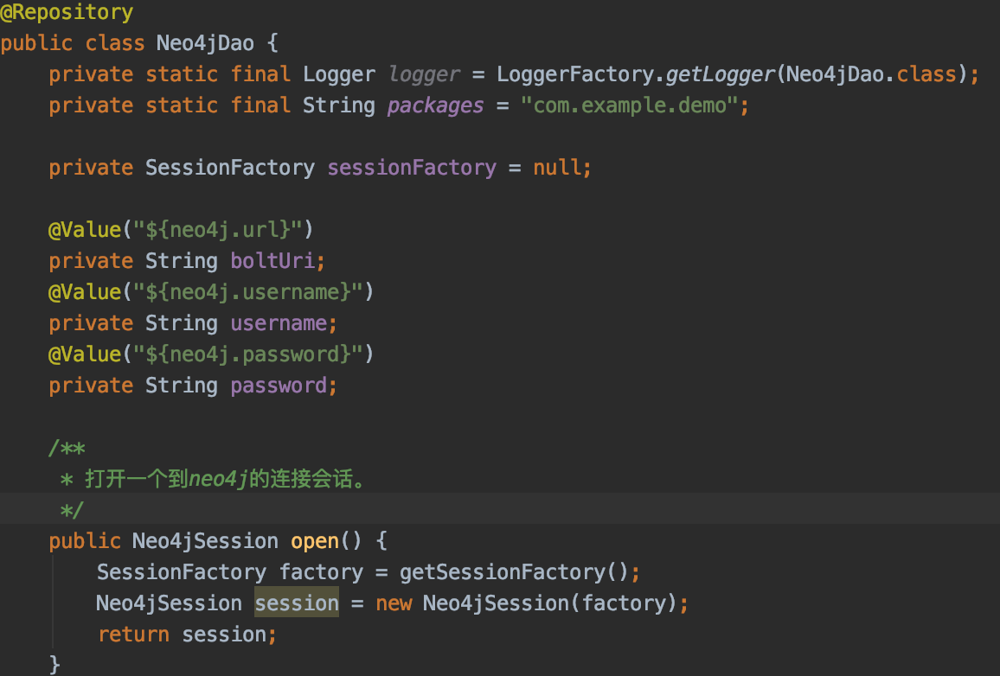 @Repository
public class Neo4jDao {
    private static final Logger logger = LoggerFactory.getLogger(Neo4jDao.class);
    private static final String packages = "com.example.demo";

    private SessionFactory sessionFactory = null;

    @Value("${neo4j.url}")
    private String boltUri;
    @Value("${neo4j.username}")
    private String username;
    @Value("${neo4j.password}")
    private String password;

    /**
     * 打开一个到neo4j的连接会话。
     */
    public Neo4jSession open() {
        SessionFactory factory = getSessionFactory();
        Neo4jSession session = new Neo4jSession(factory);
        return session;
    }